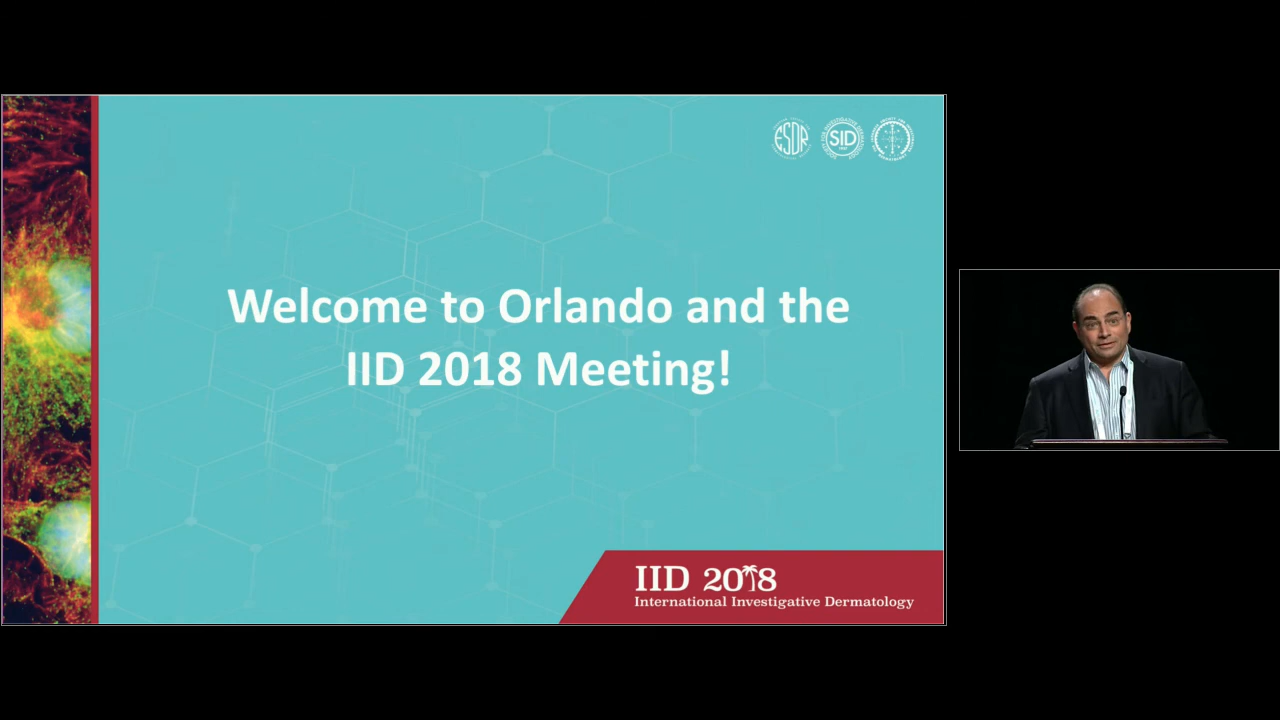 ESDR
SID
Welcome to Orlando and the
IID 2018 Meeting!
IID 2018
International Investigative Dermatology